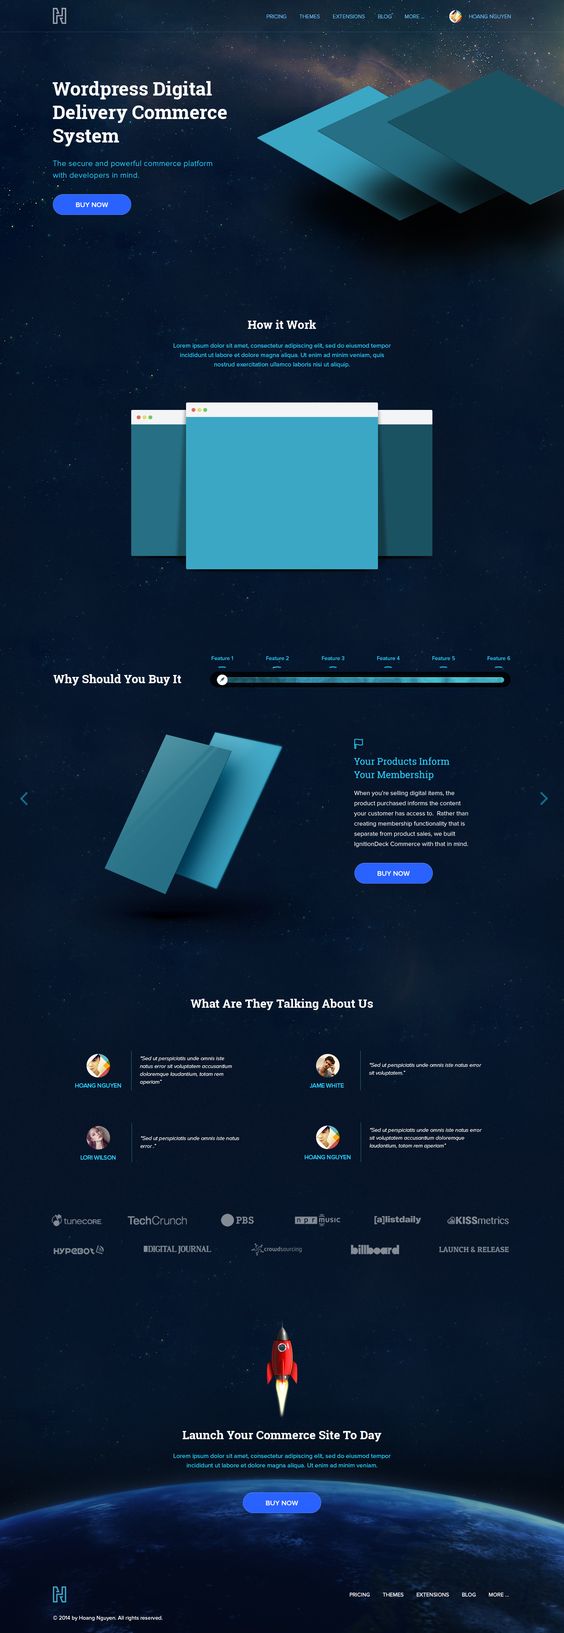 PRICING THEMES EXTENSIONS BLOG MORE ... HOANG NGUYEN
Wordpress Digital
Delivery Commerce
System
The secure and powerful commerce platform
with developers in mind.
BUY NOW
How it Work
Lorem ipsum dolor sit amet, consectetur adipiscing elit, sed do eiusmod tempor
incididunt ut labore et dolore magna aliqua. Ut enim ad minim veniam, quis
nostrud exercitation ullamco laboris nisi ut aliquip.
Feature 1 Feature 2 Feature 3 Feature 4 Feature 5 Feature 6
Why Should You Buy It
Your Products Inform
Your Membership
When you're selling digital items, the
product purchased informs the content
your customer has access to. Rather than
creating membership functionality that is
separate from product sales, we built
IgnitionDeck Commerce with that in mind.
BUY NOW
What Are They Talking About Us
"Sed ut perspiciatis unde omnis iste
natus error sit voluptatem accusantium
doloremque laudantium, totam rem
aperiam"
HOANG NGUYEN
"Sed ut perspiciatis unde omnis iste natus error
sit voluptatem."
JAME WHITE
"Sed ut perspiciatis unde omnis iste natus
error."
LORI WILSON
"Sed ut perspiciatis unde omnis iste natus error
sit voluptatem accusantium doloremque
laudantium, totam rem aperiam"
HOANG NGUYEN
tunecore TechCrunch PBS npr music [a]listdaily KISSmetrics
HYPEBOT DIGITAL JOURNAL crowdsourcing billboard LAUNCH & RELEASE
Launch Your Commerce Site To Day
Lorem ipsum dolor sit amet, consectetur adipiscing elit, sed do eiusmod tempor
incididunt ut labore et dolore magna aliqua. Ut enim ad minim veniam.
BUY NOW
PRICING THEMES EXTENSIONS BLOG MORE ...
© 2014 by Hoang Nguyen. All rights reserved.